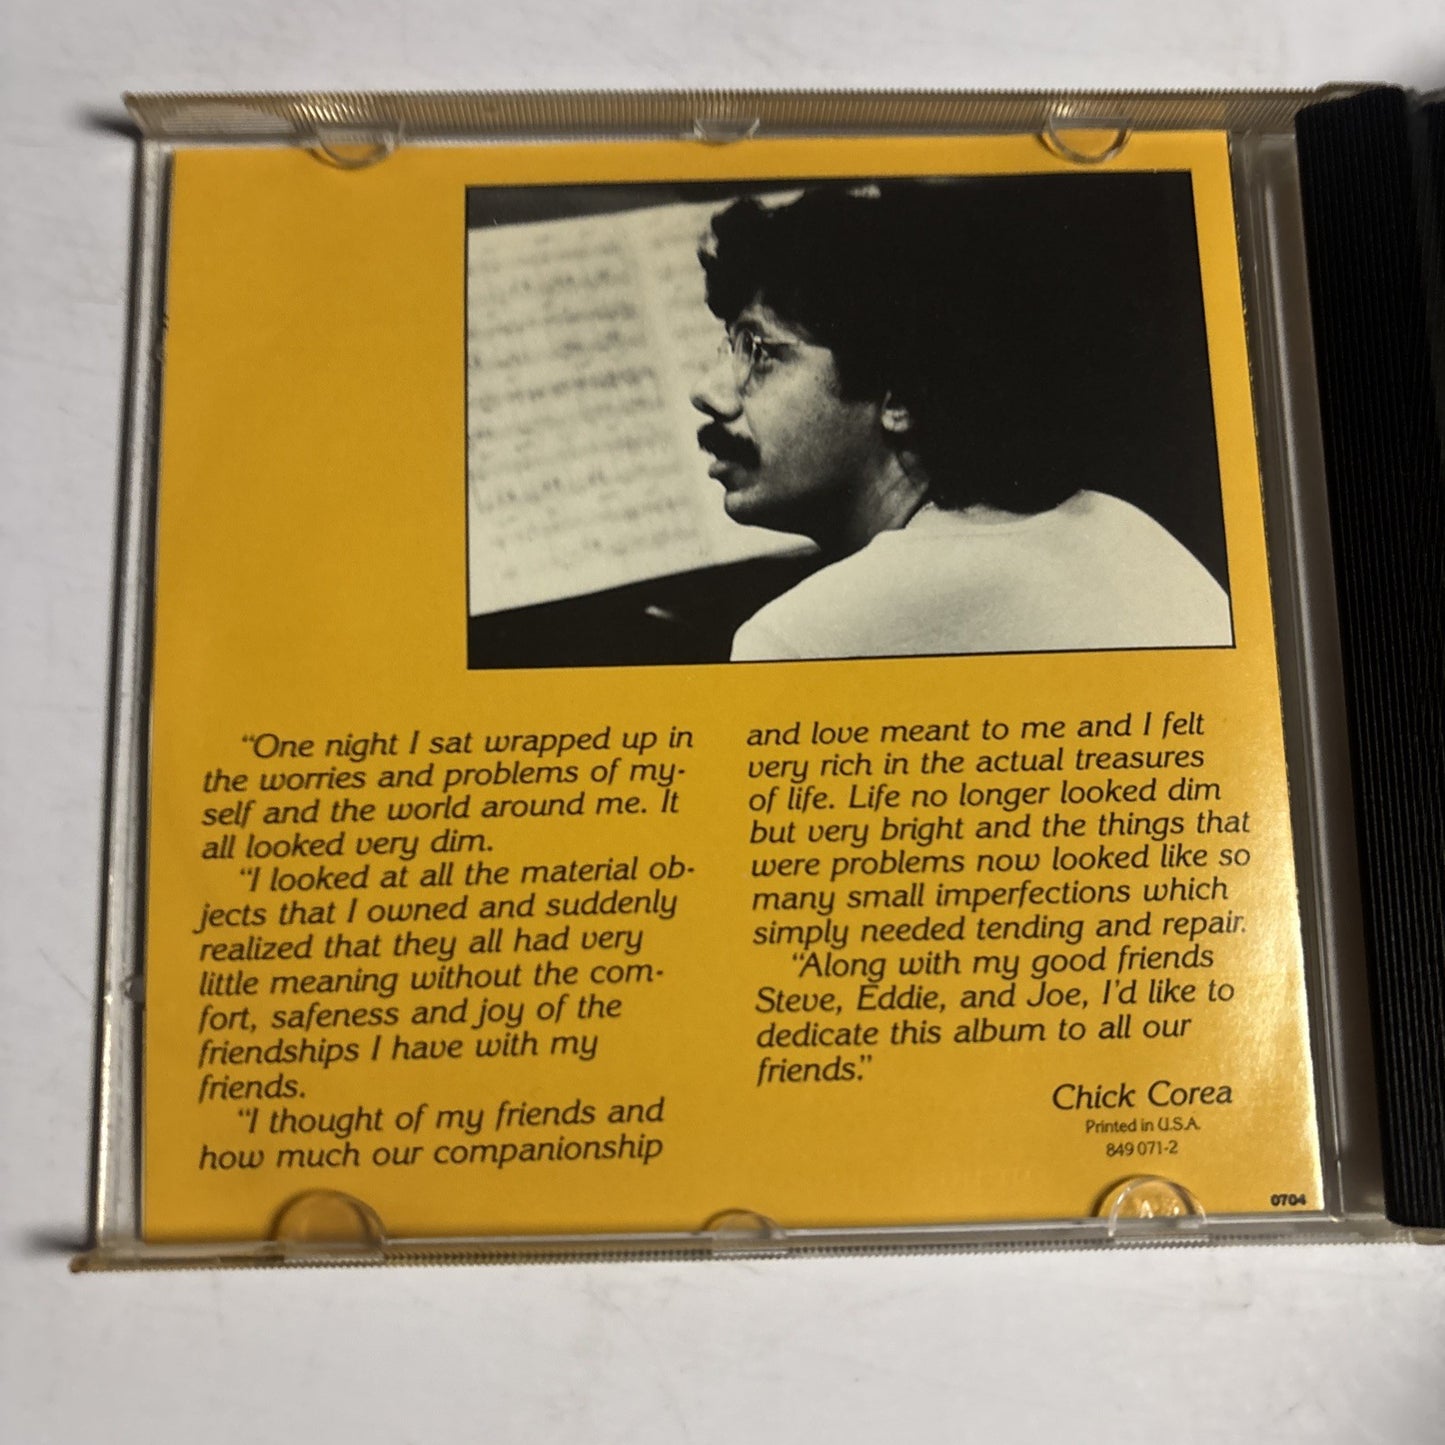 “One night I sat wrapped up in
the worries and problems of my-
self and the world around me. It
all looked very dim.
“I looked at all the material ob-
jects that I owned and suddenly
realized that they all had very
little meaning without the com-
fort, safeness and joy of the
friendships I have with my
friends.
“I thought of my friends and
how much our companionship
and love meant to me and I felt
very rich in the actual treasures
of life. Life no longer looked dim
but very bright and the things that
were problems now looked like so
many small imperfections which
simply needed tending and repair.
“Along with my good friends
Steve, Eddie, and Joe, I’d like to
dedicate this album to all our
friends.”
Chick Corea
Printed in U.S.A.
849 071-2
0704